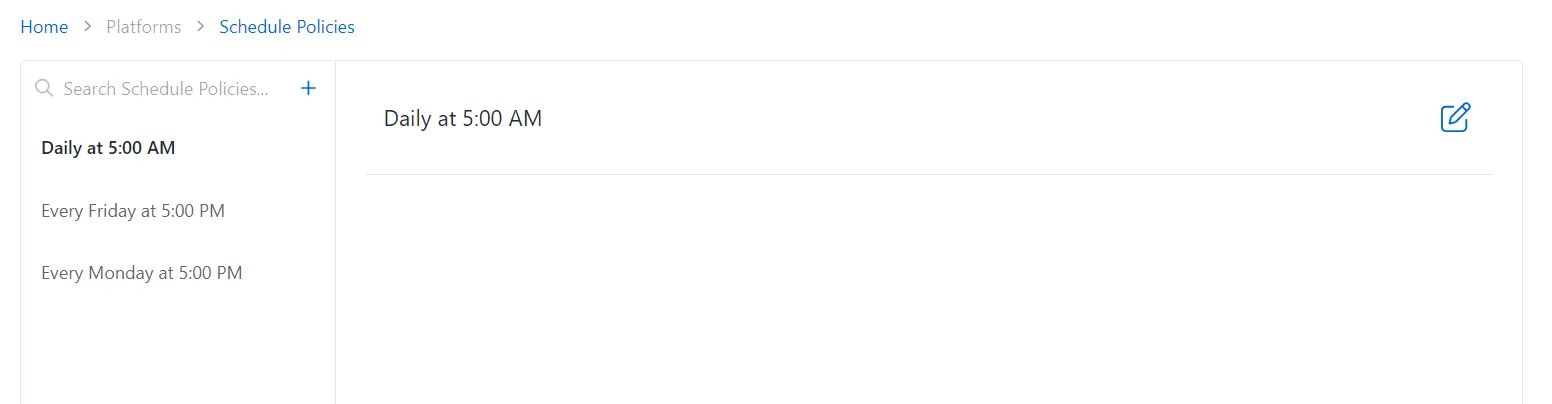 Home > Platforms > Schedule Policies
Search Schedule Policies... +
Daily at 5:00 AM
Every Friday at 5:00 PM
Every Monday at 5:00 PM
Daily at 5:00 AM